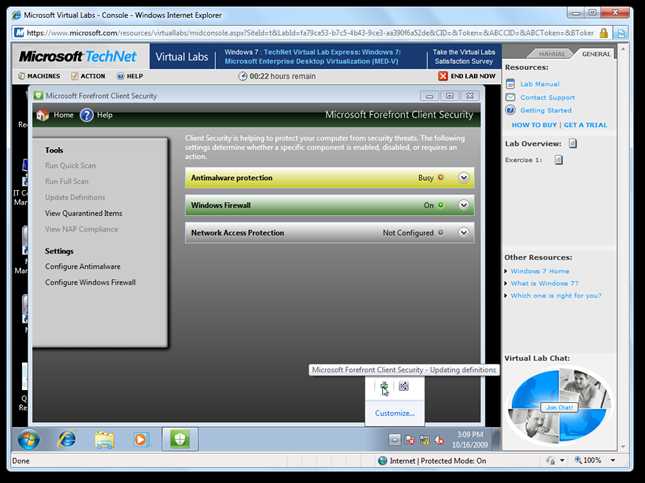 Microsoft Virtual Labs - Console - Windows Internet Explorer
https://www.microsoft.com/resources/virtuallabs/midconsole.aspx?SiteId=t&LabId=fa79ce53-b7c5-4b43-9ce3-aa390f6a52de&CID=&Token=&ABCCID=&ABCToken=&BToken
Microsoft TechNet
Virtual Labs
Windows 7 : TechNet Virtual Lab Express: Windows 7:
Microsoft Enterprise Desktop Virtualization (MED-V)
Take the Virtual Labs
Satisfaction Survey
MACHINES
ACTION
HELP
00:22 hours remain
END LAB NOW
MANUAL
GENERAL
Resources:
Lab Manual
Contact Support
Getting Started
HOW TO BUY | GET A TRIAL
Lab Overview:
Exercise 1:
Other Resources:
Windows 7 Home
What is Window 7?
Which one is right for you?
Virtual Lab Chat:
Join Chat!
Microsoft Forefront Client Security
Home
Help
Microsoft Forefront Client Security
Tools
Run Quick Scan
Run Full Scan
Update Definitions
View Quarantined Items
View NAP Compliance
Settings
Configure Antimalware
Configure Windows Firewall
Client Security is helping to protect your computer from security threats. The following
settings determine whether a specific component is enabled, disabled, or requires an
action.
Antimalware protection
Busy
Windows Firewall
On
Network Access Protection
Not Configured
Microsoft Forefront Client Security - Updating definitions
Customize...
3:09 PM
10/16/2009
Done
Internet | Protected Mode: On
100%